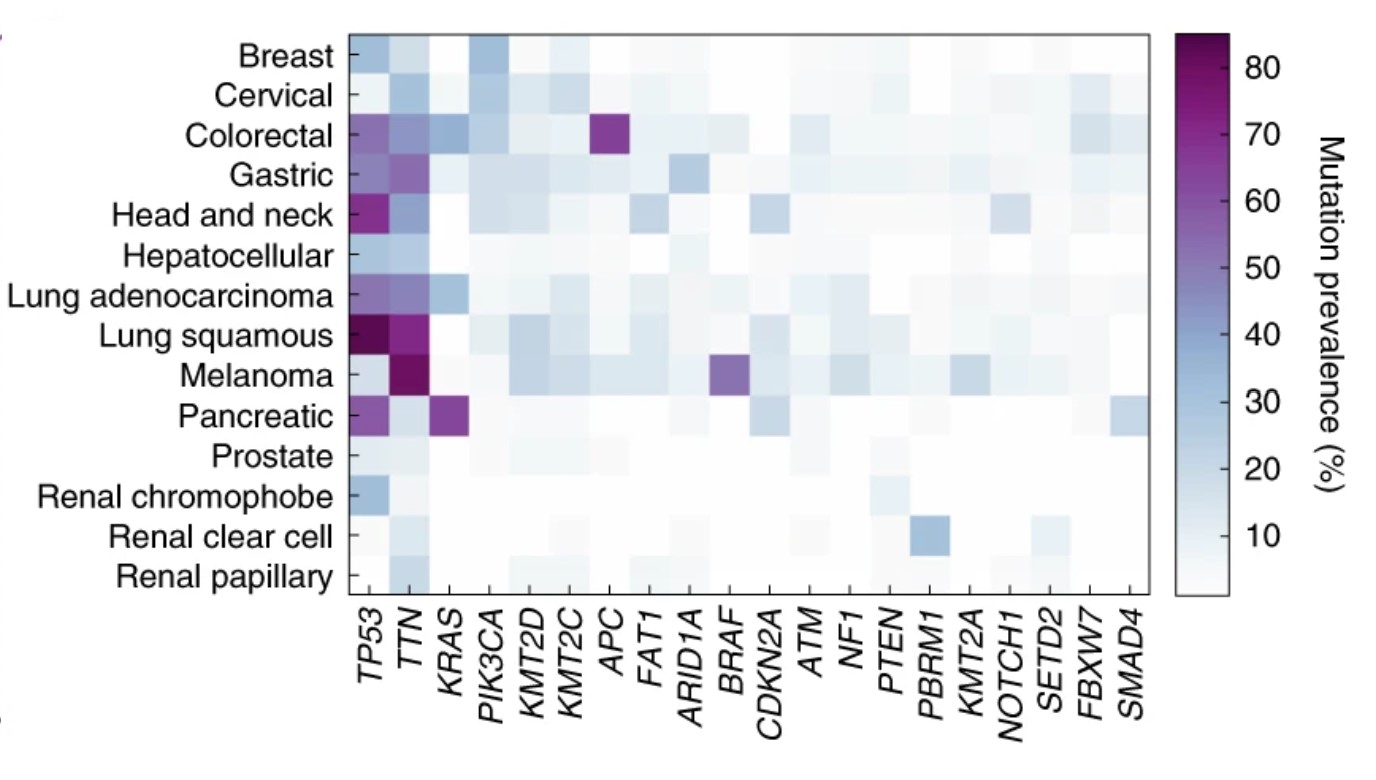 Breast
Cervical
Colorectal
Gastric
Head and neck
Hepatocellular
Lung adenocarcinoma
Lung squamous
Melanoma
Pancreatic
Prostate
Renal chromophobe
Renal clear cell
Renal papillary
TP53
TTN
KRAS
PIK3CA
KMT2D
KMT2C
APC
FAT1
ARID1A
BRAF
CDKN2A
ATM
NF1
PTEN
PBRM1
KMT2A
NOTCH1
SETD2
FBXW7
SMAD4
80
70
60
50
40
30
20
10
Mutation prevalence (%)